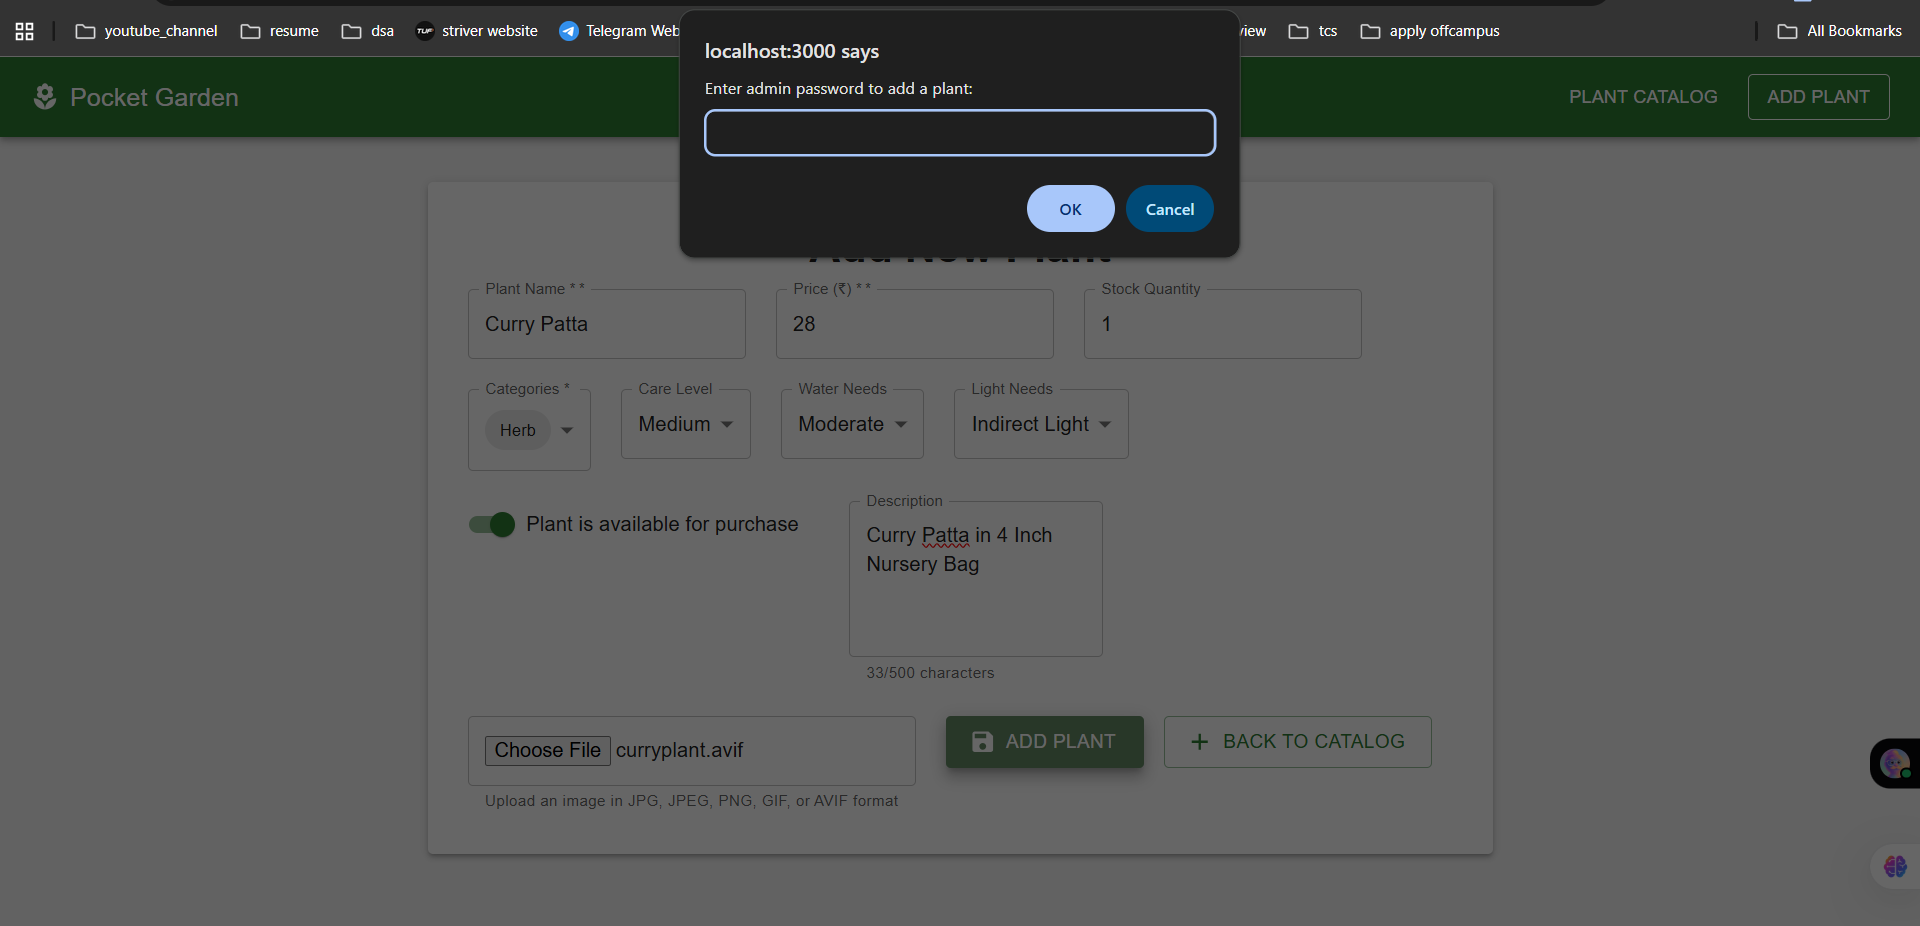 youtube_channel resume dsa TUF striver website Telegram Web view tcs apply offcampus All Bookmarks
localhost:3000 says
Enter admin password to add a plant:
OK Cancel
Pocket Garden PLANT CATALOG ADD PLANT
Add New Plant
Plant Name * * Price (₹) * * Stock Quantity
Curry Patta 28 1
Categories * Care Level Water Needs Light Needs
Herb Medium Moderate Indirect Light
Plant is available for purchase
Description
Curry Patta in 4 Inch
Nursery Bag
33/500 characters
Choose File curryplant.avif ADD PLANT + BACK TO CATALOG
Upload an image in JPG, JPEG, PNG, GIF, or AVIF format